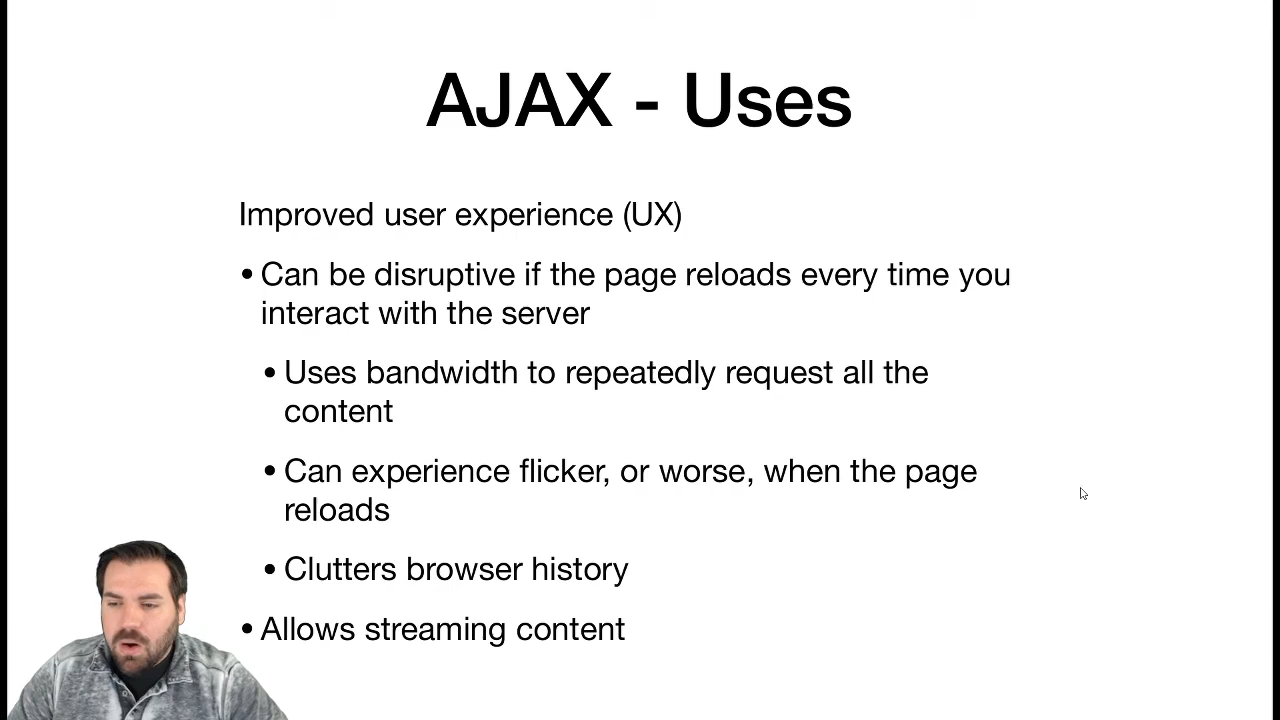 AJAX - Uses
Improved user experience (UX)
• Can be disruptive if the page reloads every time you
interact with the server
• Uses bandwidth to repeatedly request all the
content
• Can experience flicker, or worse, when the page
reloads
• Clutters browser history
• Allows streaming content